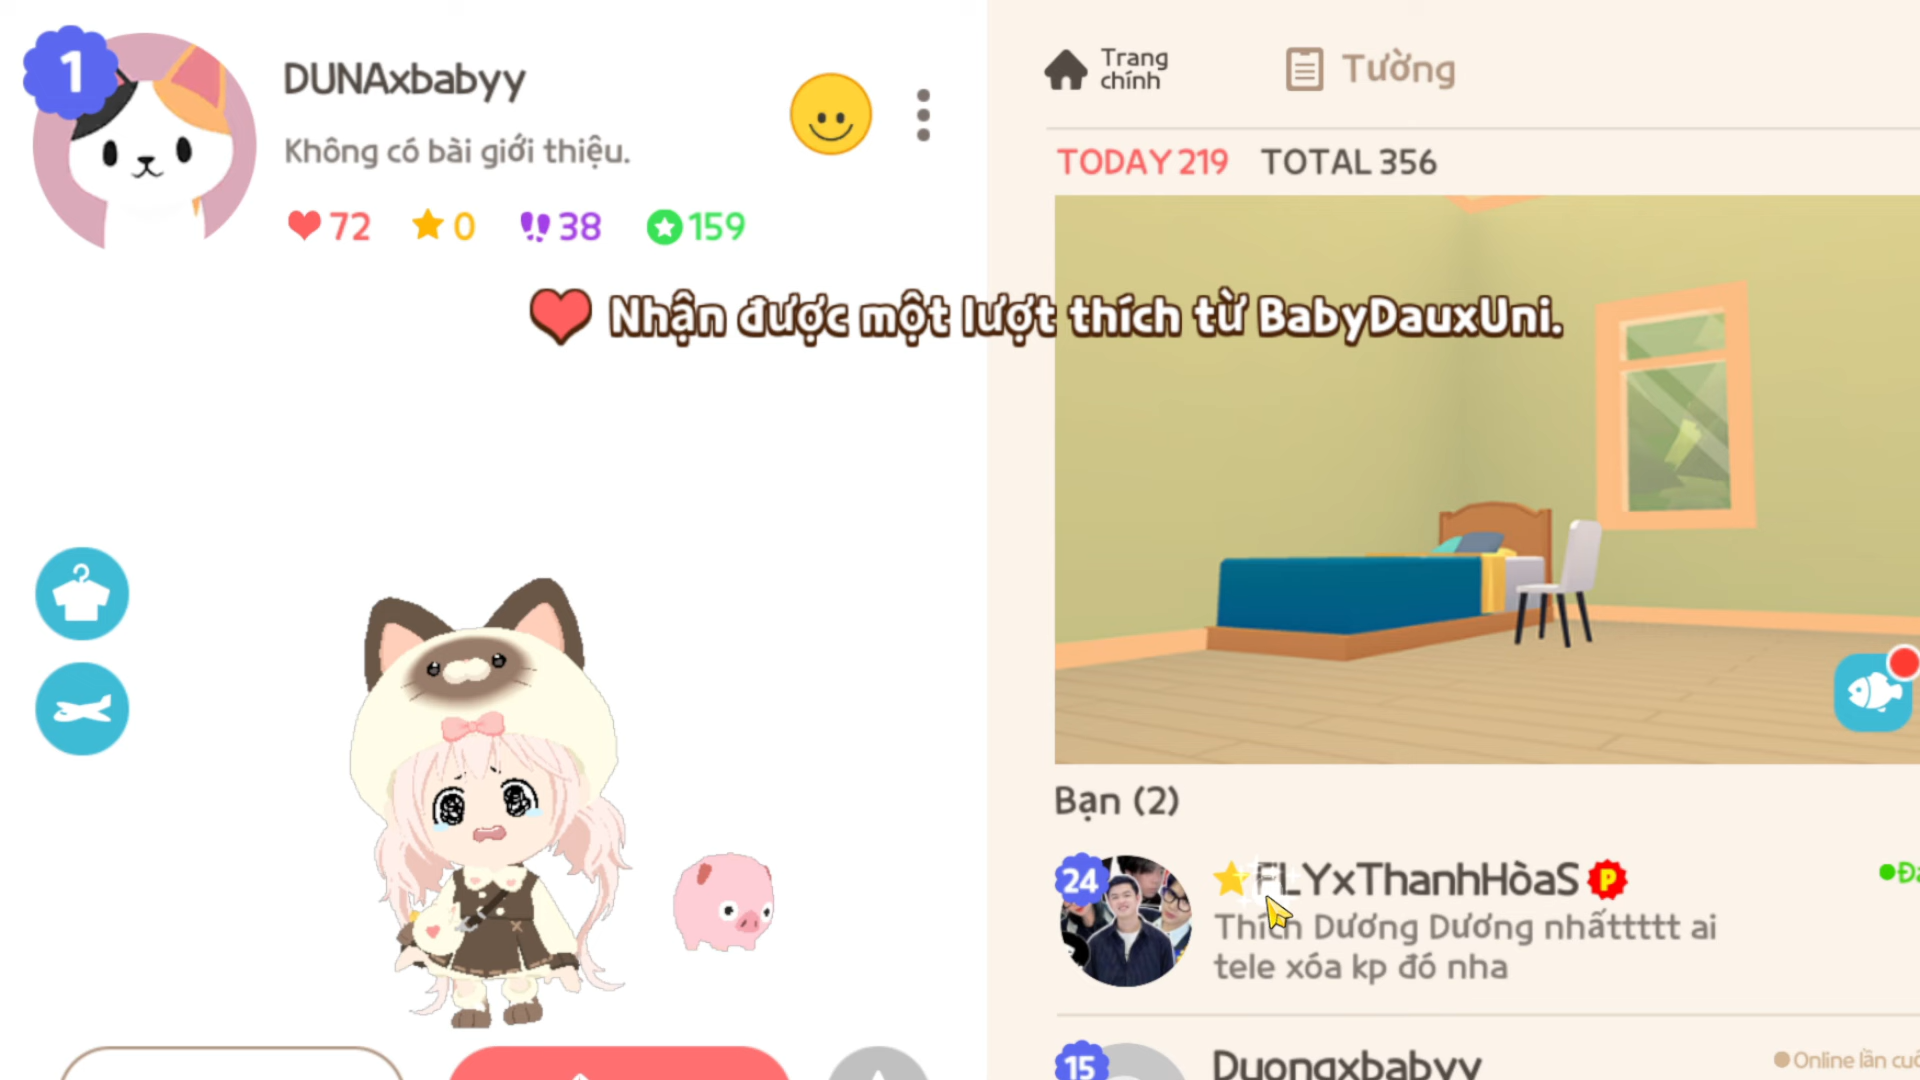 1
DUNAxbabyy
Không có bài giới thiệu.
72 0 38 159
Trang chính
Tường
TODAY 219 TOTAL 356
Nhận được một lượt thích từ BabyDauxUni.
Bạn (2)
24
LYxThanhHòaS P
Thích Dương Dương nhấttttt ai
tele xóa kp đó nha
15
Duongxbabyy
Online lần